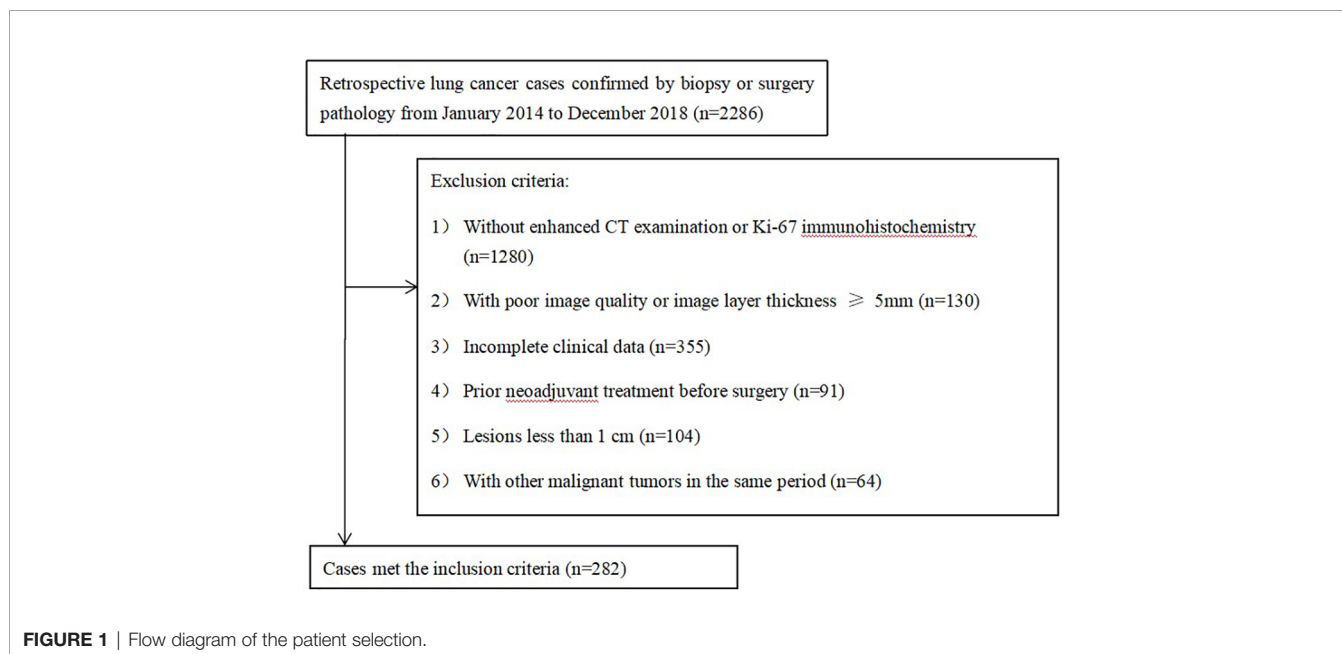 Retrospective lung cancer cases confirmed by biopsy or surgery
pathology from January 2014 to December 2018 (n=2286)
Exclusion criteria:
1） Without enhanced CT examination or Ki-67 immunohistochemistry
(n=1280)
2） With poor image quality or image layer thickness ⩾ 5mm (n=130)
3） Incomplete clinical data (n=355)
4） Prior neoadjuvant treatment before surgery (n=91)
5） Lesions less than 1 cm (n=104)
6） With other malignant tumors in the same period (n=64)
Cases met the inclusion criteria (n=282)
FIGURE 1 | Flow diagram of the patient selection.